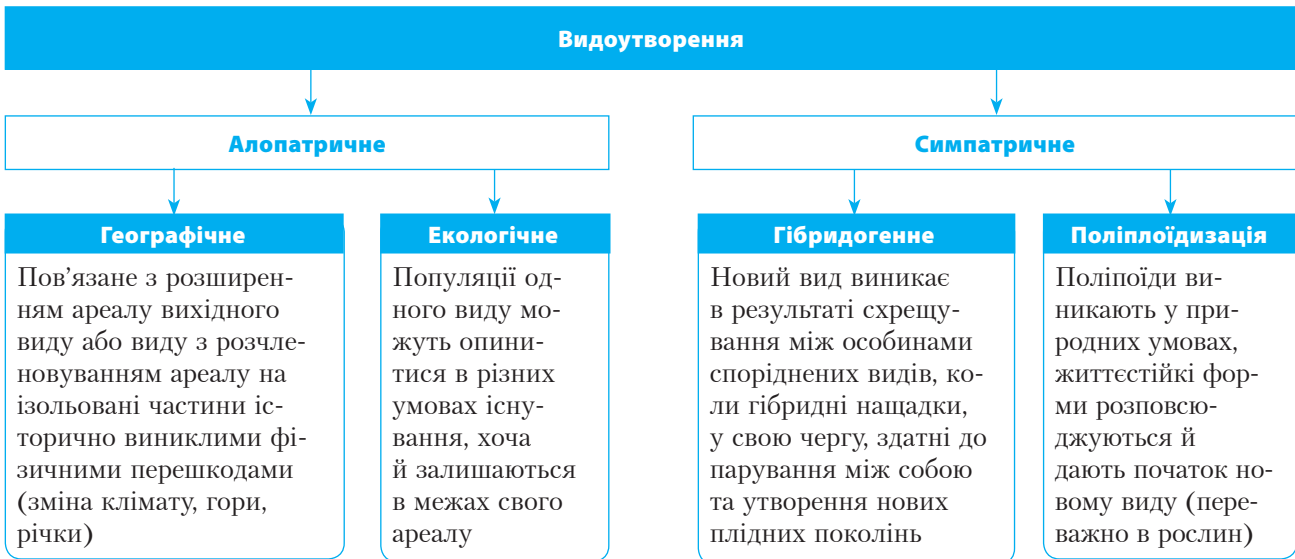 Видоутворення
Алопатричне
Симпатричне
Географічне
Пов’язане з розширен-
ням ареалу вихідного
виду або виду з розчле-
новуванням ареалу на
ізольовані частини іс-
торично виниклими фі-
зичними перешкодами
(зміна клімату, гори,
річки)
Екологічне
Популяції од-
ного виду мо-
жуть опини-
тися в різних
умовах існу-
вання, хоча
й залишаються
в межах свого
ареалу
Гібридогенне
Новий вид виникає
в результаті схрещу-
вання між особинами
споріднених видів, ко-
ли гібридні нащадки,
у свою чергу, здатні до
парування між собою
та утворення нових
плідних поколінь
Поліплоїдизація
Поліпоїди ви-
никають у при-
родних умовах,
життєстійкі фор-
ми розповсю-
джуються й
дають початок но-
вому виду (пере-
важно в рослин)